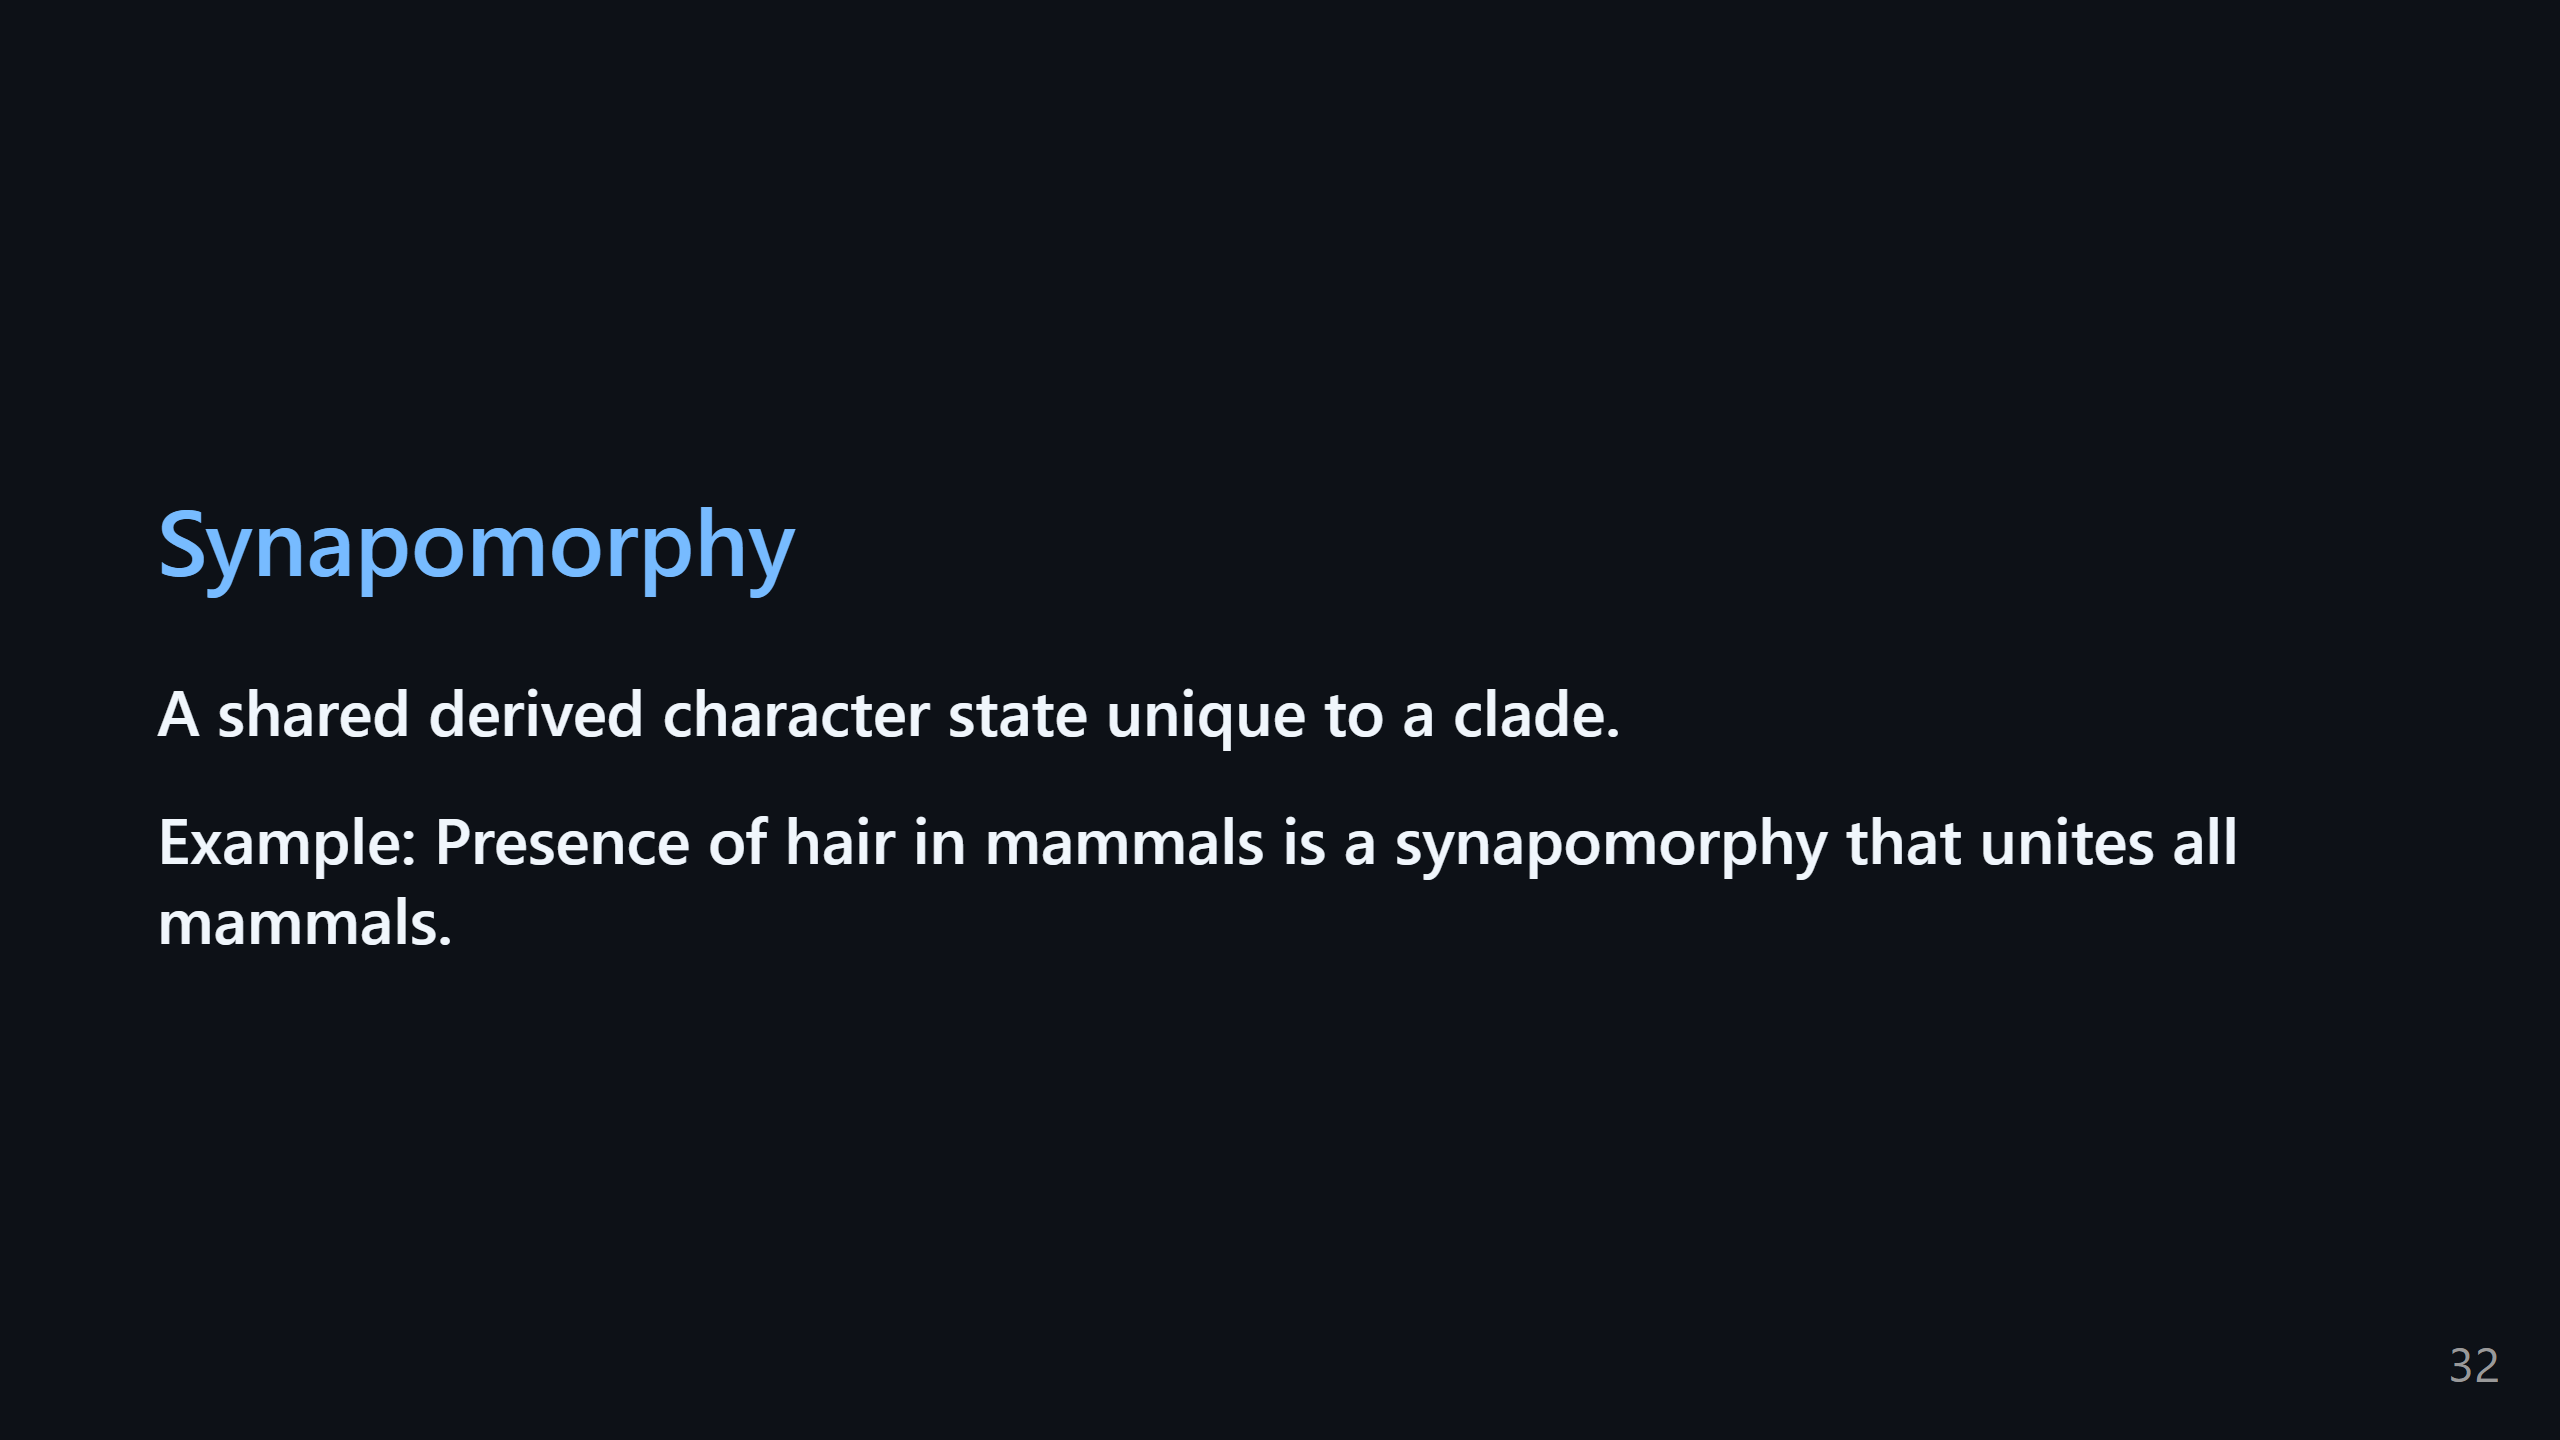 Synapomorphy
A shared derived character state unique to a clade.
Example: Presence of hair in mammals is a synapomorphy that unites all
mammals.
32